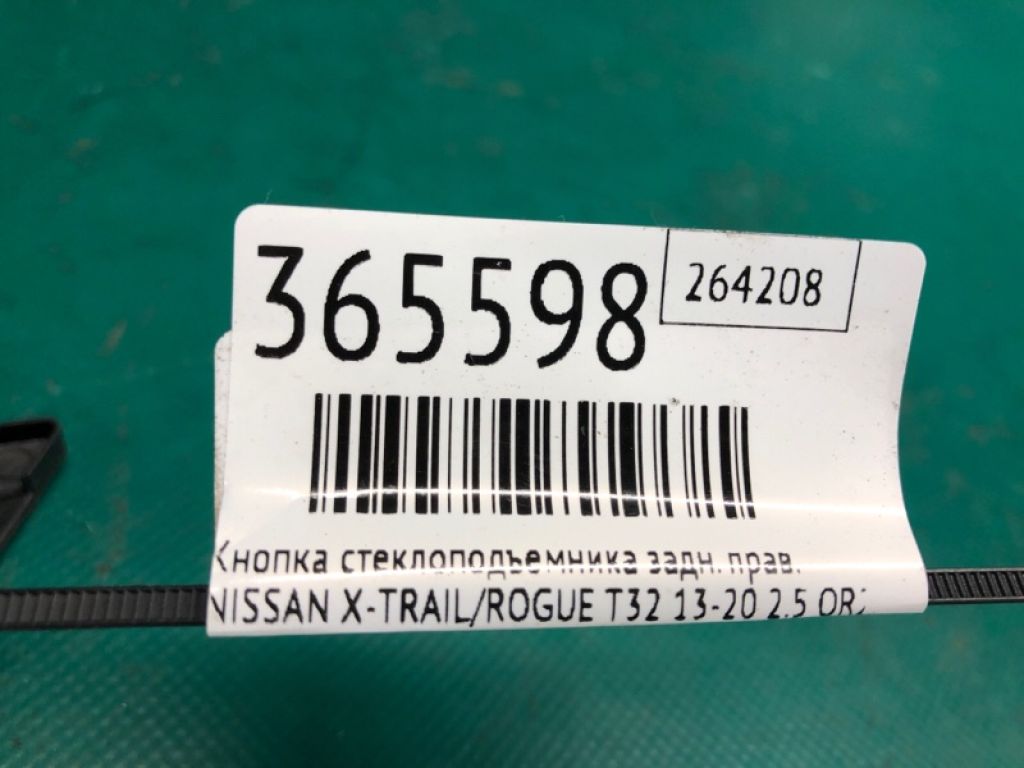 365598
264208
Кнопка стеклоподъемника задн. прав.
NISSAN X-TRAIL/ROGUE T32 13-20 2.5